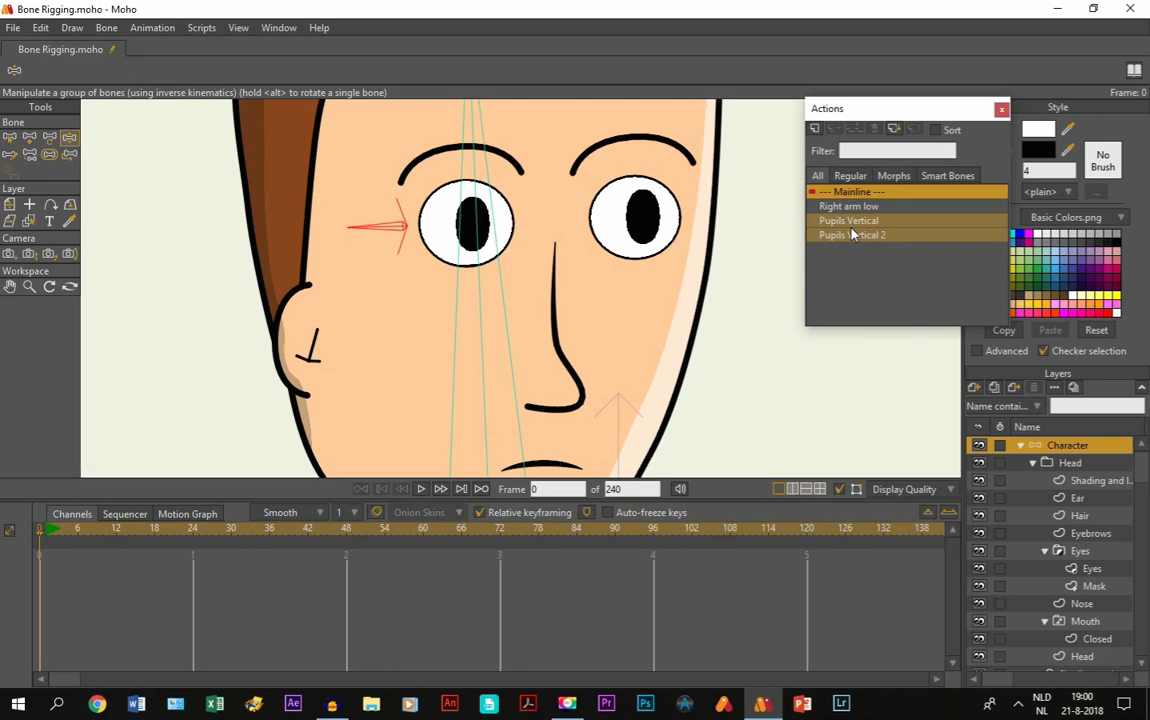 Bone Rigging.moho - Moho
File Edit Draw Bone Animation Scripts View Window Help
Bone Rigging.moho
Manipulate a group of bones (using inverse kinematics) (hold <alt> to rotate a single bone)
Frame: 0
Tools
Bone
Layer
Camera
Workspace
Actions
Sort
Filter:
All Regular Morphs Smart Bones
--- Mainline ---
Right arm low
Pupils Vertical
Pupils Vertical 2
Style
No Brush
4
<plain>
...
Basic Colors.png
Copy Paste Reset
Advanced Checker selection
Layers
Name contai...
Name
Character
Head
Shading and l...
Ear
Hair
Eyebrows
Eyes
Eyes
Mask
Nose
Mouth
Closed
Head
Frame 0 of 240
Display Quality
Channels Sequencer Motion Graph Smooth 1 Onion Skins Relative keyframing Auto-freeze keys
0 6 12 18 24 30 36 42 48 54 60 66 72 78 84 90 96 102 108 114 120 126 132 138
0 1 2 3 4 5
NLD 19:00
NL 21-8-2018